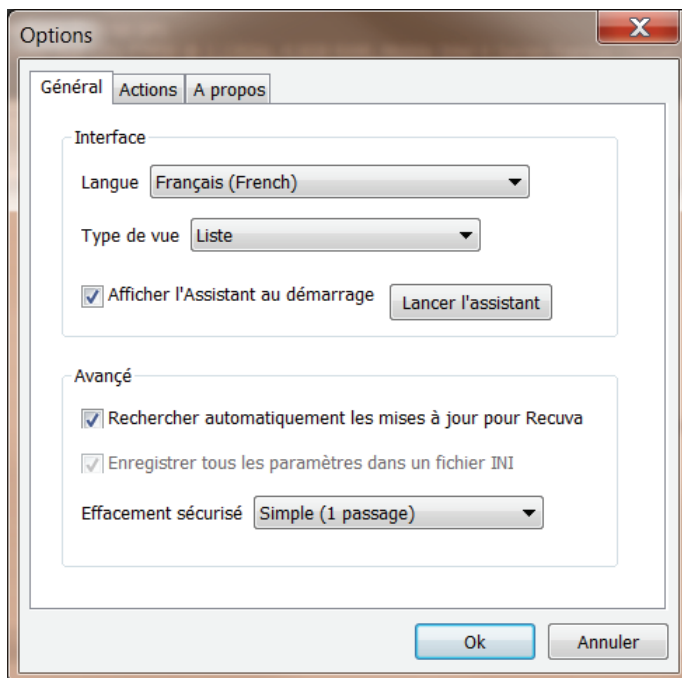 Options
Général
Actions
A propos
Interface
Langue Français (French)
Type de vue Liste
Afficher l'Assistant au démarrage Lancer l'assistant
Avançé
Rechercher automatiquement les mises à jour pour Recuva
Enregistrer tous les paramètres dans un fichier INI
Effacement sécurisé Simple (1 passage)
Ok Annuler